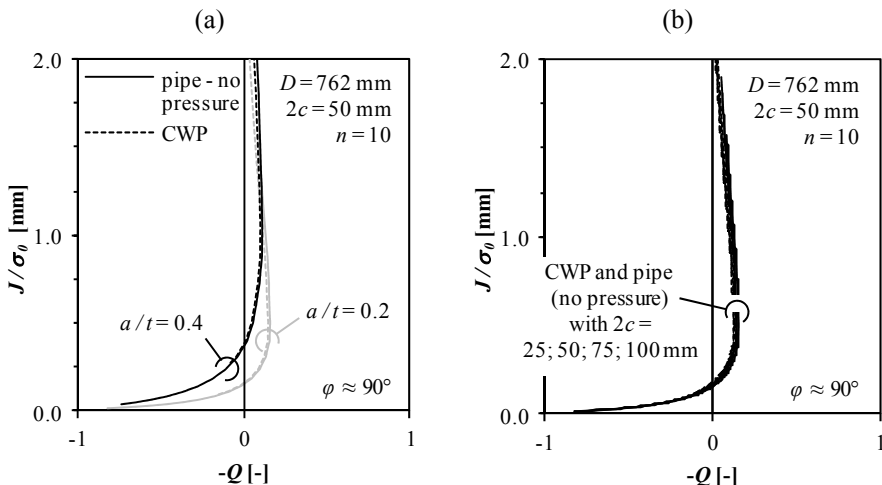 (a)
2.0
pipe - no
pressure
CWP
D = 762 mm
2c = 50 mm
n = 10
J / σ0 [mm]
1.0
a / t = 0.4
a / t = 0.2
φ ≈ 90°
0.0
-1
0
1
-Q [-]
(b)
2.0
D = 762 mm
2c = 50 mm
n = 10
J / σ0 [mm]
1.0
CWP and pipe
(no pressure)
with 2c =
25; 50; 75; 100 mm
φ ≈ 90°
0.0
-1
0
1
-Q [-]